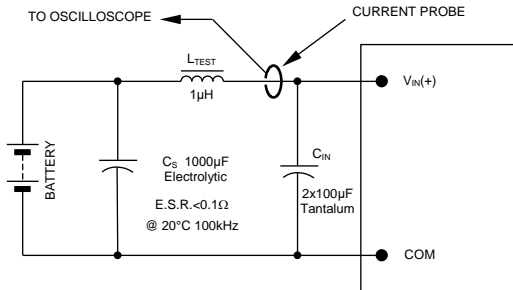 TO OSCILLOSCOPE
CURRENT PROBE
LTEST
1µH
VIN(+)
BATTERY
CS 1000µF
Electrolytic
E.S.R.<0.1Ω
@ 20°C 100kHz
CIN
2x100µF
Tantalum
COM